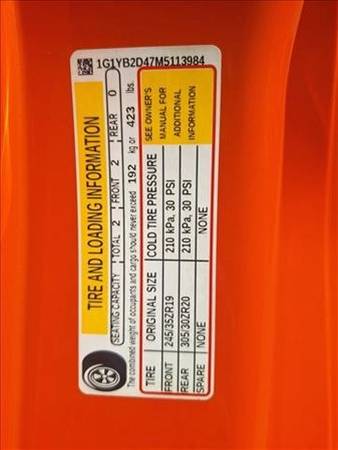 1G1YB2D47M5113984
TIRE AND LOADING INFORMATION
SEATING CAPACITY TOTAL 2 FRONT 2 REAR 0
The combined weight of occupants and cargo should never exceed 192 kg or 423 lbs.
TIRE ORIGINAL SIZE COLD TIRE PRESSURE
FRONT 245/35ZR19 210 kPa, 30 PSI
REAR 305/30ZR20 210 kPa, 30 PSI
SPARE NONE NONE
SEE OWNER'S
MANUAL FOR
ADDITIONAL
INFORMATION